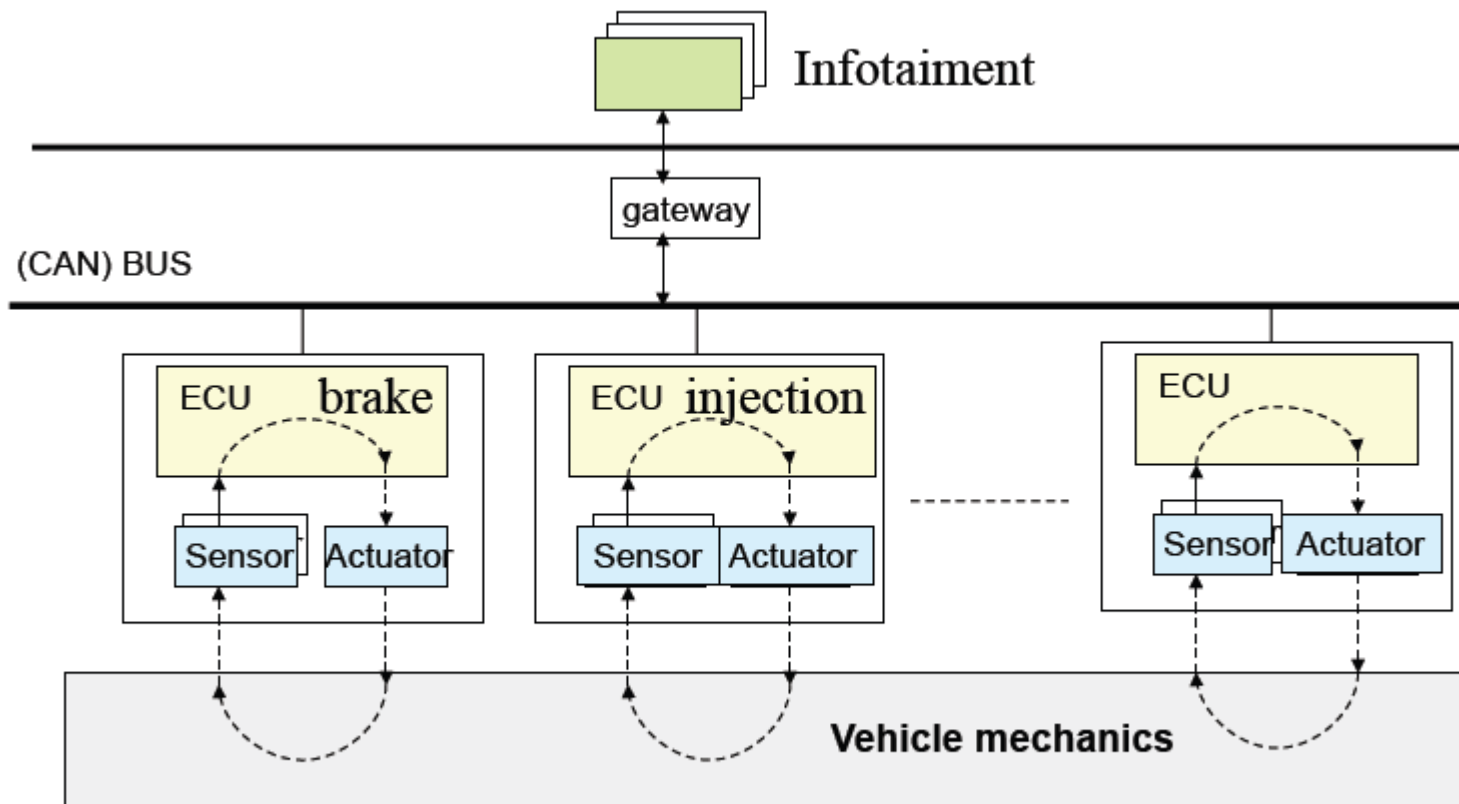 Infotaiment
gateway
(CAN) BUS
ECU brake
ECU injection
ECU
Sensor Actuator
Sensor Actuator
Sensor Actuator
Vehicle mechanics